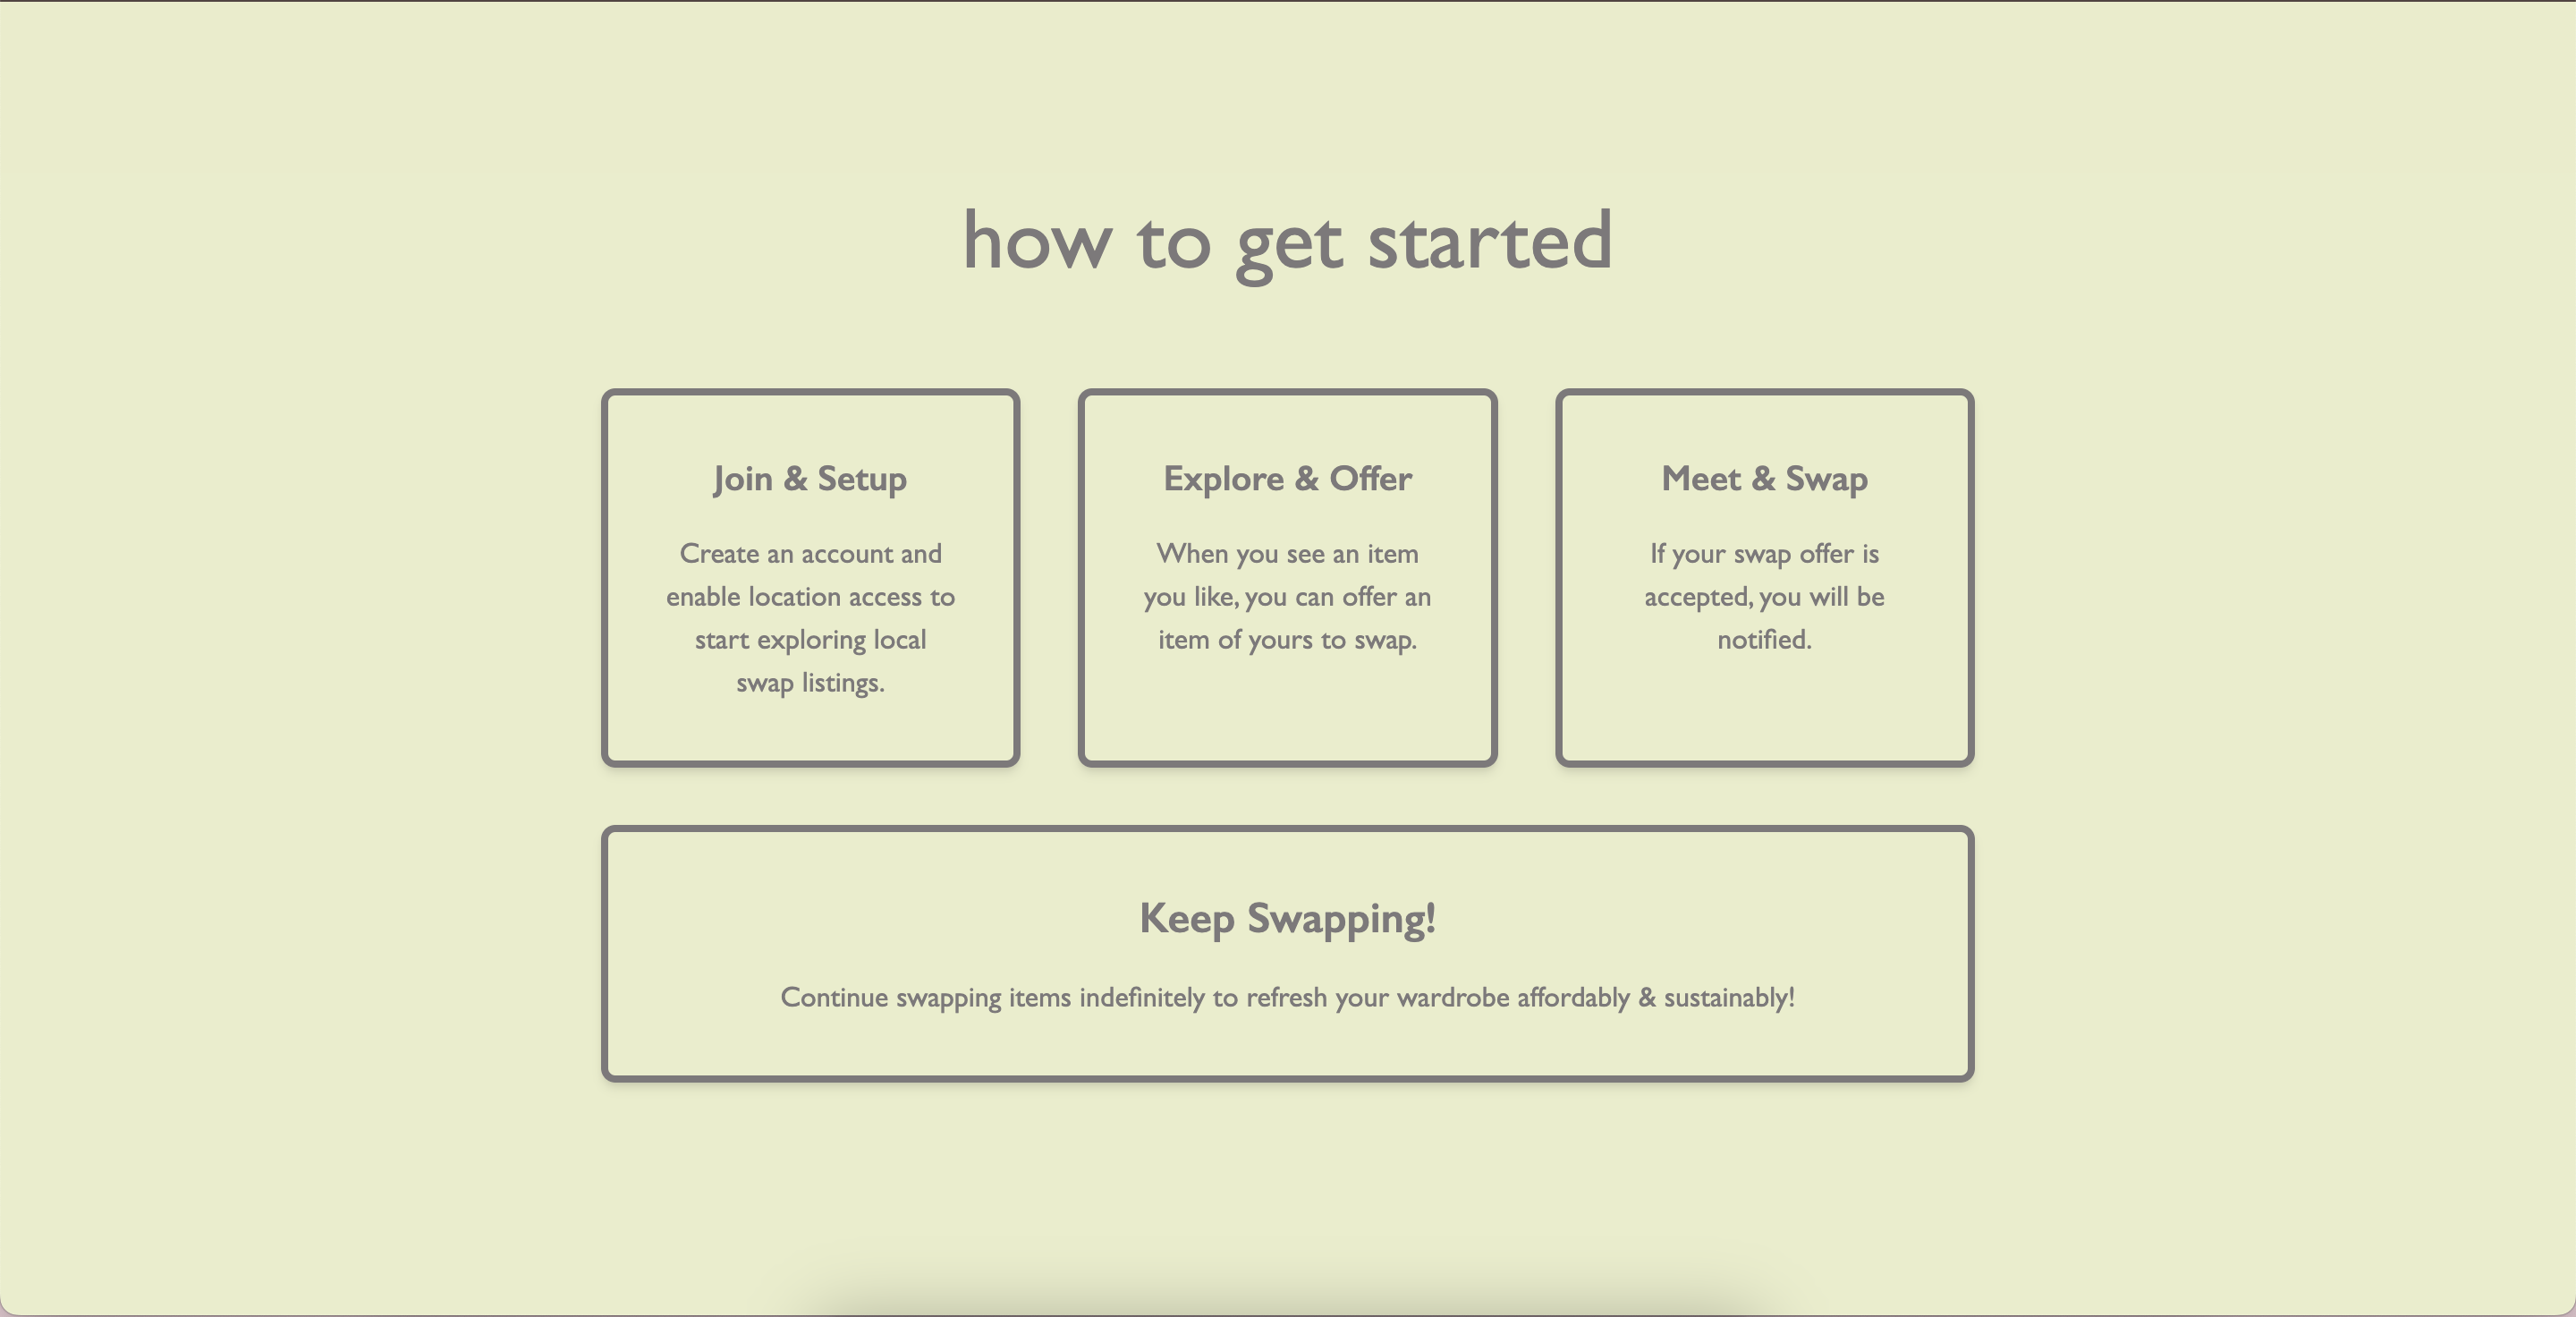 how to get started
Join & Setup
Create an account and
enable location access to
start exploring local
swap listings.
Explore & Offer
When you see an item
you like, you can offer an
item of yours to swap.
Meet & Swap
If your swap offer is
accepted, you will be
notified.
Keep Swapping!
Continue swapping items indefinitely to refresh your wardrobe affordably & sustainably!